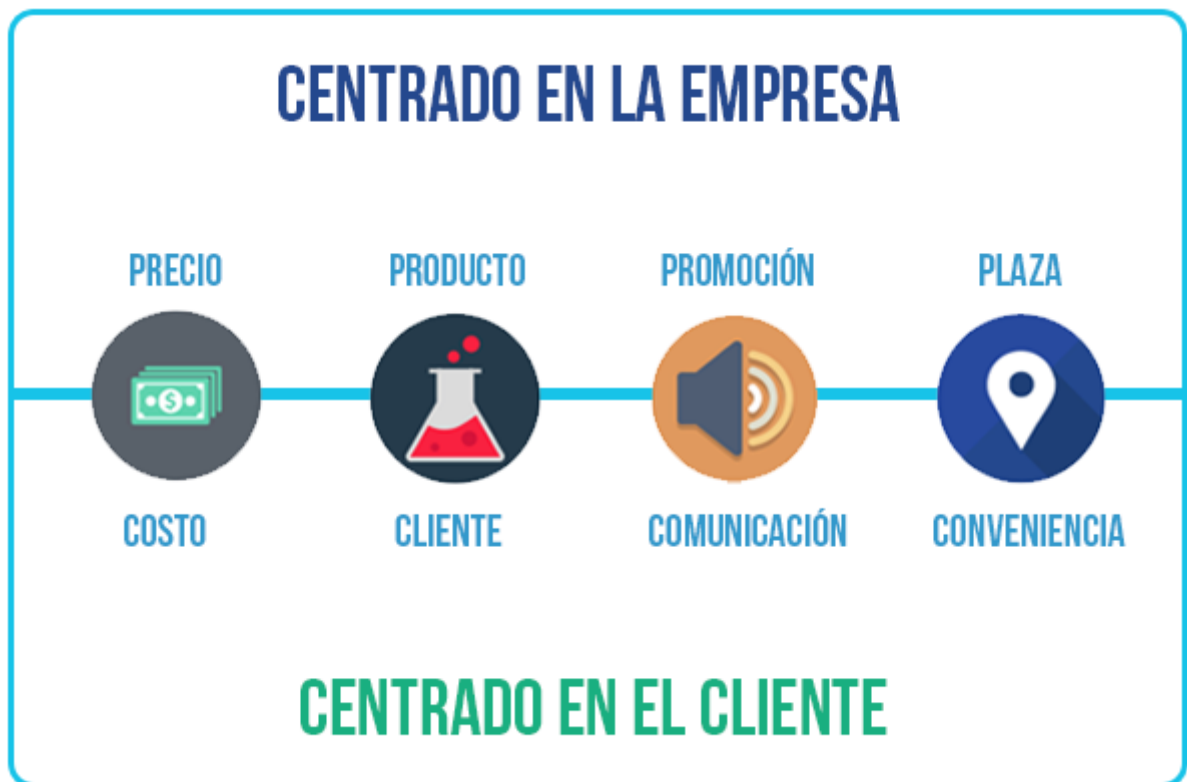 CENTRADO EN LA EMPRESA
PRECIO PRODUCTO PROMOCIÓN PLAZA
COSTO CLIENTE COMUNICACIÓN CONVENIENCIA
CENTRADO EN EL CLIENTE